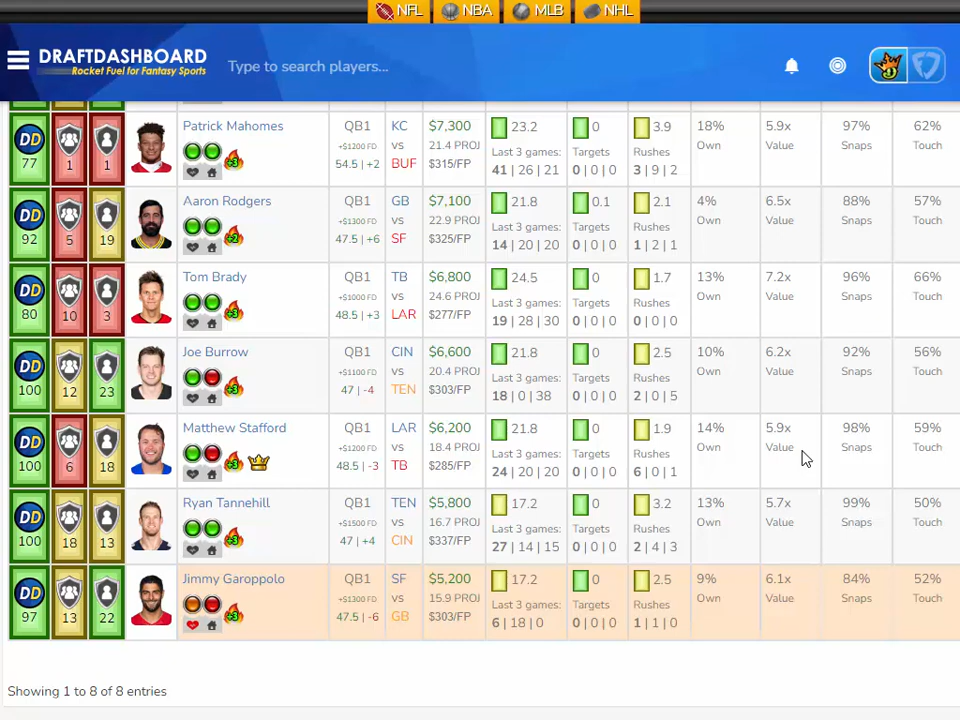 NFL NBA MLB NHL
DRAFTDASHBOARD
Rocket Fuel for Fantasy Sports
Type to search players...
DD 77 1 1 Patrick Mahomes QB1 +$1200 FD 54.5 | +2 KC vs BUF $7,300 21.4 PROJ $315/FP 23.2 Last 3 games: 41 | 26 | 21 0 Targets 0 | 0 | 0 3.9 Rushes 3 | 9 | 2 18% Own 5.9x Value 97% Snaps 62% Touch
DD 92 5 19 Aaron Rodgers QB1 +$1300 FD 47.5 | +6 GB vs SF $7,100 22.9 PROJ $325/FP 21.8 Last 3 games: 14 | 20 | 20 0.1 Targets 0 | 0 | 0 2.1 Rushes 1 | 2 | 1 4% Own 6.5x Value 88% Snaps 57% Touch
DD 80 10 3 Tom Brady QB1 +$1000 FD 48.5 | +3 TB vs LAR $6,800 24.6 PROJ $277/FP 24.5 Last 3 games: 19 | 28 | 30 0 Targets 0 | 0 | 0 1.7 Rushes 0 | 0 | 0 13% Own 7.2x Value 96% Snaps 66% Touch
DD 100 12 23 Joe Burrow QB1 +$1100 FD 47 | -4 CIN vs TEN $6,600 20.4 PROJ $303/FP 21.8 Last 3 games: 18 | 0 | 38 0 Targets 0 | 0 | 0 2.5 Rushes 2 | 0 | 5 10% Own 6.2x Value 92% Snaps 56% Touch
DD 100 6 18 Matthew Stafford QB1 +$1200 FD 48.5 | -3 LAR vs TB $6,200 18.4 PROJ $285/FP 21.8 Last 3 games: 24 | 20 | 20 0 Targets 0 | 0 | 0 1.9 Rushes 6 | 0 | 1 14% Own 5.9x Value 98% Snaps 59% Touch
DD 100 18 13 Ryan Tannehill QB1 +$1500 FD 47 | +4 TEN vs CIN $5,800 16.7 PROJ $337/FP 17.2 Last 3 games: 27 | 14 | 15 0 Targets 0 | 0 | 0 3.2 Rushes 2 | 4 | 3 13% Own 5.7x Value 99% Snaps 50% Touch
DD 97 13 22 Jimmy Garoppolo QB1 +$1300 FD 47.5 | -6 SF vs GB $5,200 15.9 PROJ $303/FP 17.2 Last 3 games: 6 | 18 | 0 0 Targets 0 | 0 | 0 2.5 Rushes 1 | 1 | 0 9% Own 6.1x Value 84% Snaps 52% Touch
Showing 1 to 8 of 8 entries